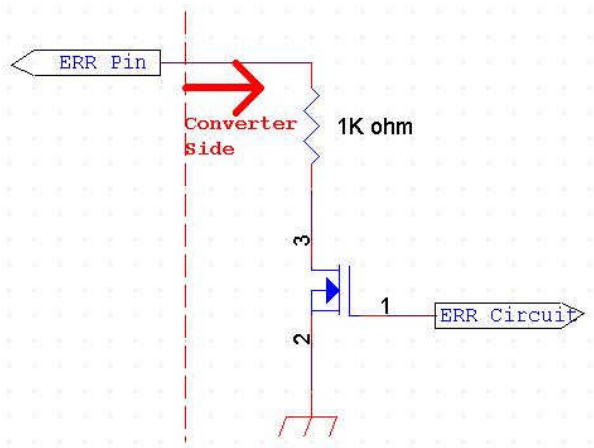 ERR Pin
Converter
Side
1K ohm
3
1
ERR Circuit
2